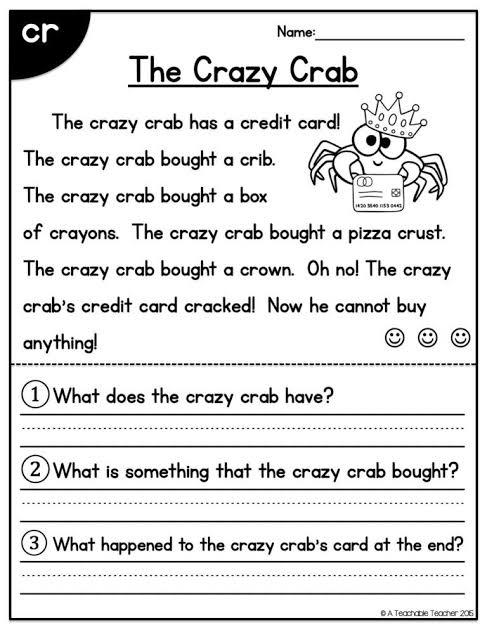 cr
Name:
The Crazy Crab
The crazy crab has a credit card!
The crazy crab bought a crib.
The crazy crab bought a box
of crayons. The crazy crab bought a pizza crust.
The crazy crab bought a crown. Oh no! The crazy
crab's credit card cracked! Now he cannot buy
anything!
1420 3840 1153 0442
1 What does the crazy crab have?
2 What is something that the crazy crab bought?
3 What happened to the crazy crab's card at the end?
© A Teachable Teacher 2015